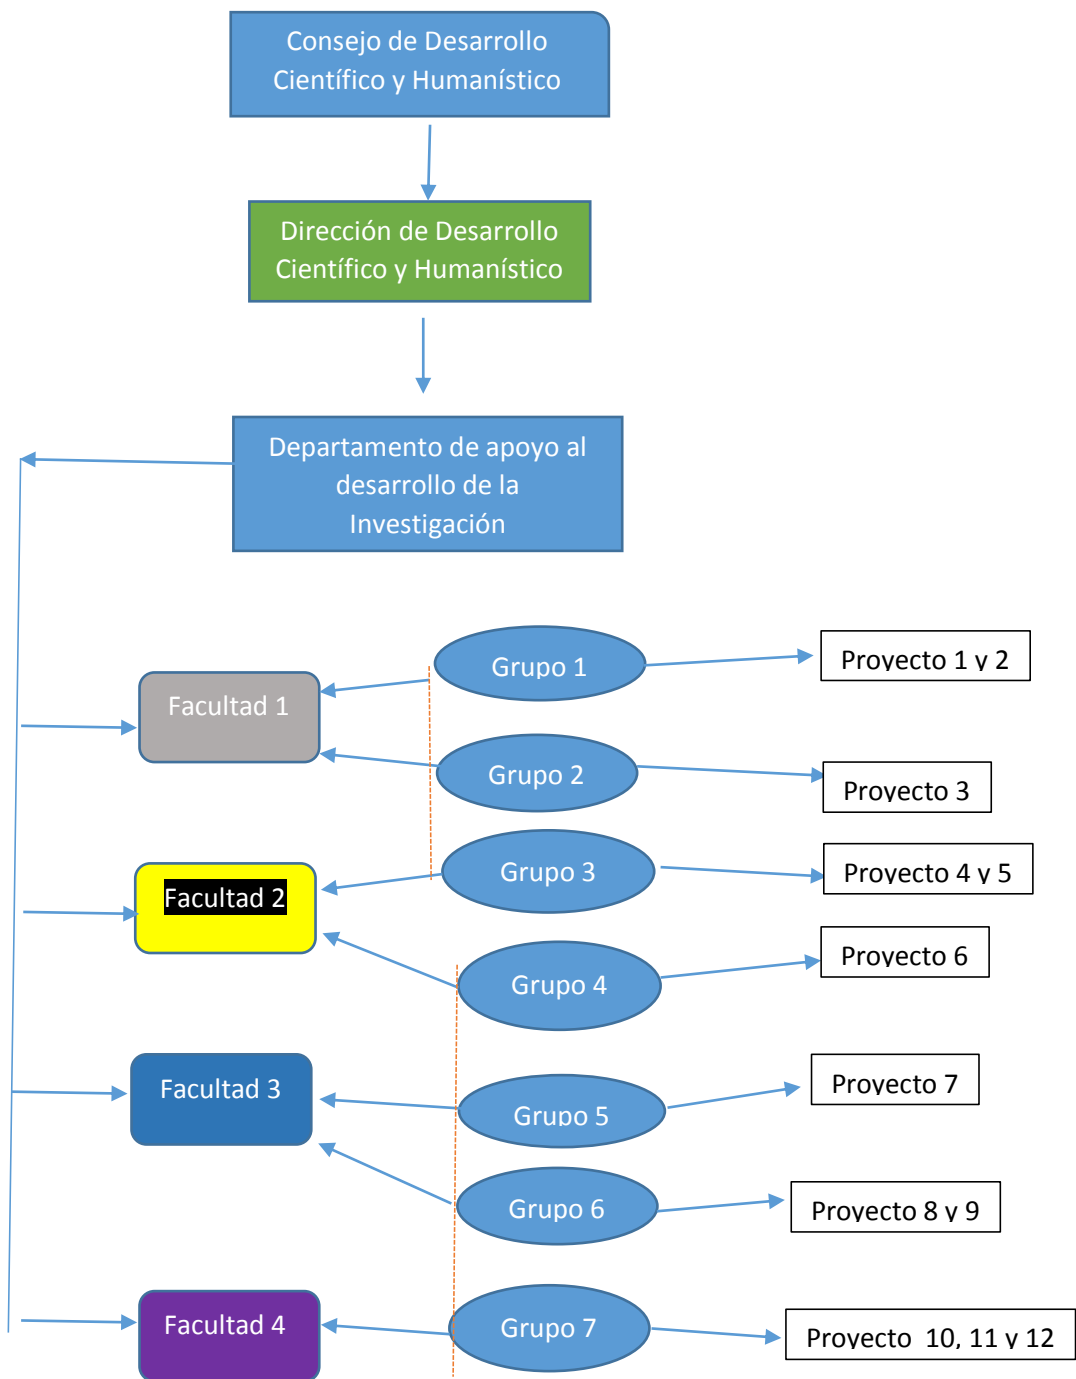 Consejo de Desarrollo
Científico y Humanístico
Dirección de Desarrollo
Científico y Humanístico
Departamento de apoyo al
desarrollo de la
Investigación
Grupo 1
Proyecto 1 y 2
Facultad 1
Grupo 2
Proyecto 3
Grupo 3
Proyecto 4 y 5
Facultad 2
Grupo 4
Proyecto 6
Facultad 3
Grupo 5
Proyecto 7
Grupo 6
Proyecto 8 y 9
Facultad 4
Grupo 7
Proyecto 10, 11 y 12